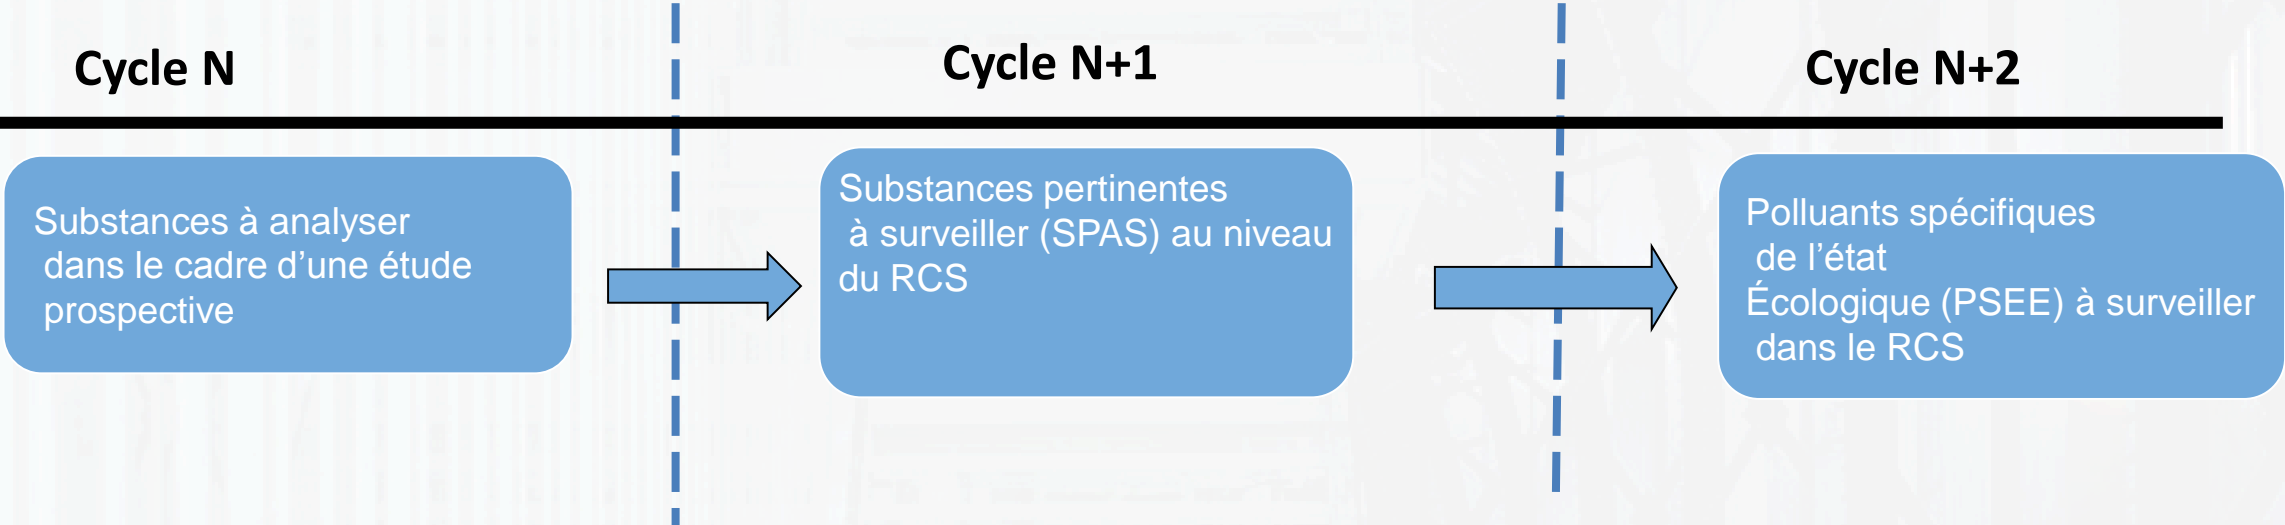 Cycle N
Cycle N+1
Cycle N+2
Substances à analyser
dans le cadre d’une étude
prospective
Substances pertinentes
à surveiller (SPAS) au niveau
du RCS
Polluants spécifiques
de l’état
Écologique (PSEE) à surveiller
dans le RCS